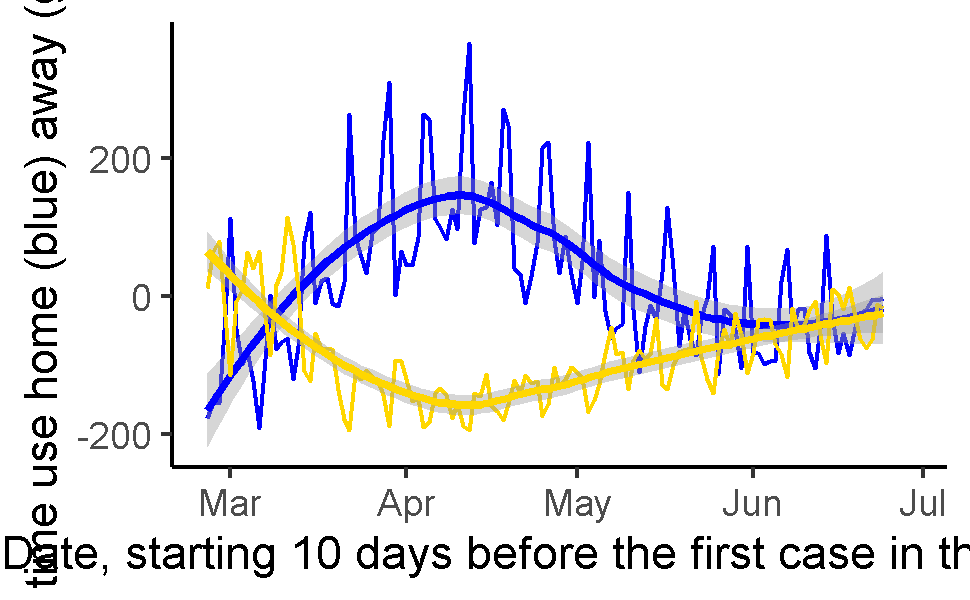 time use home (blue) away (
200
0
-200
Mar Apr May Jun Jul
Date, starting 10 days before the first case in th